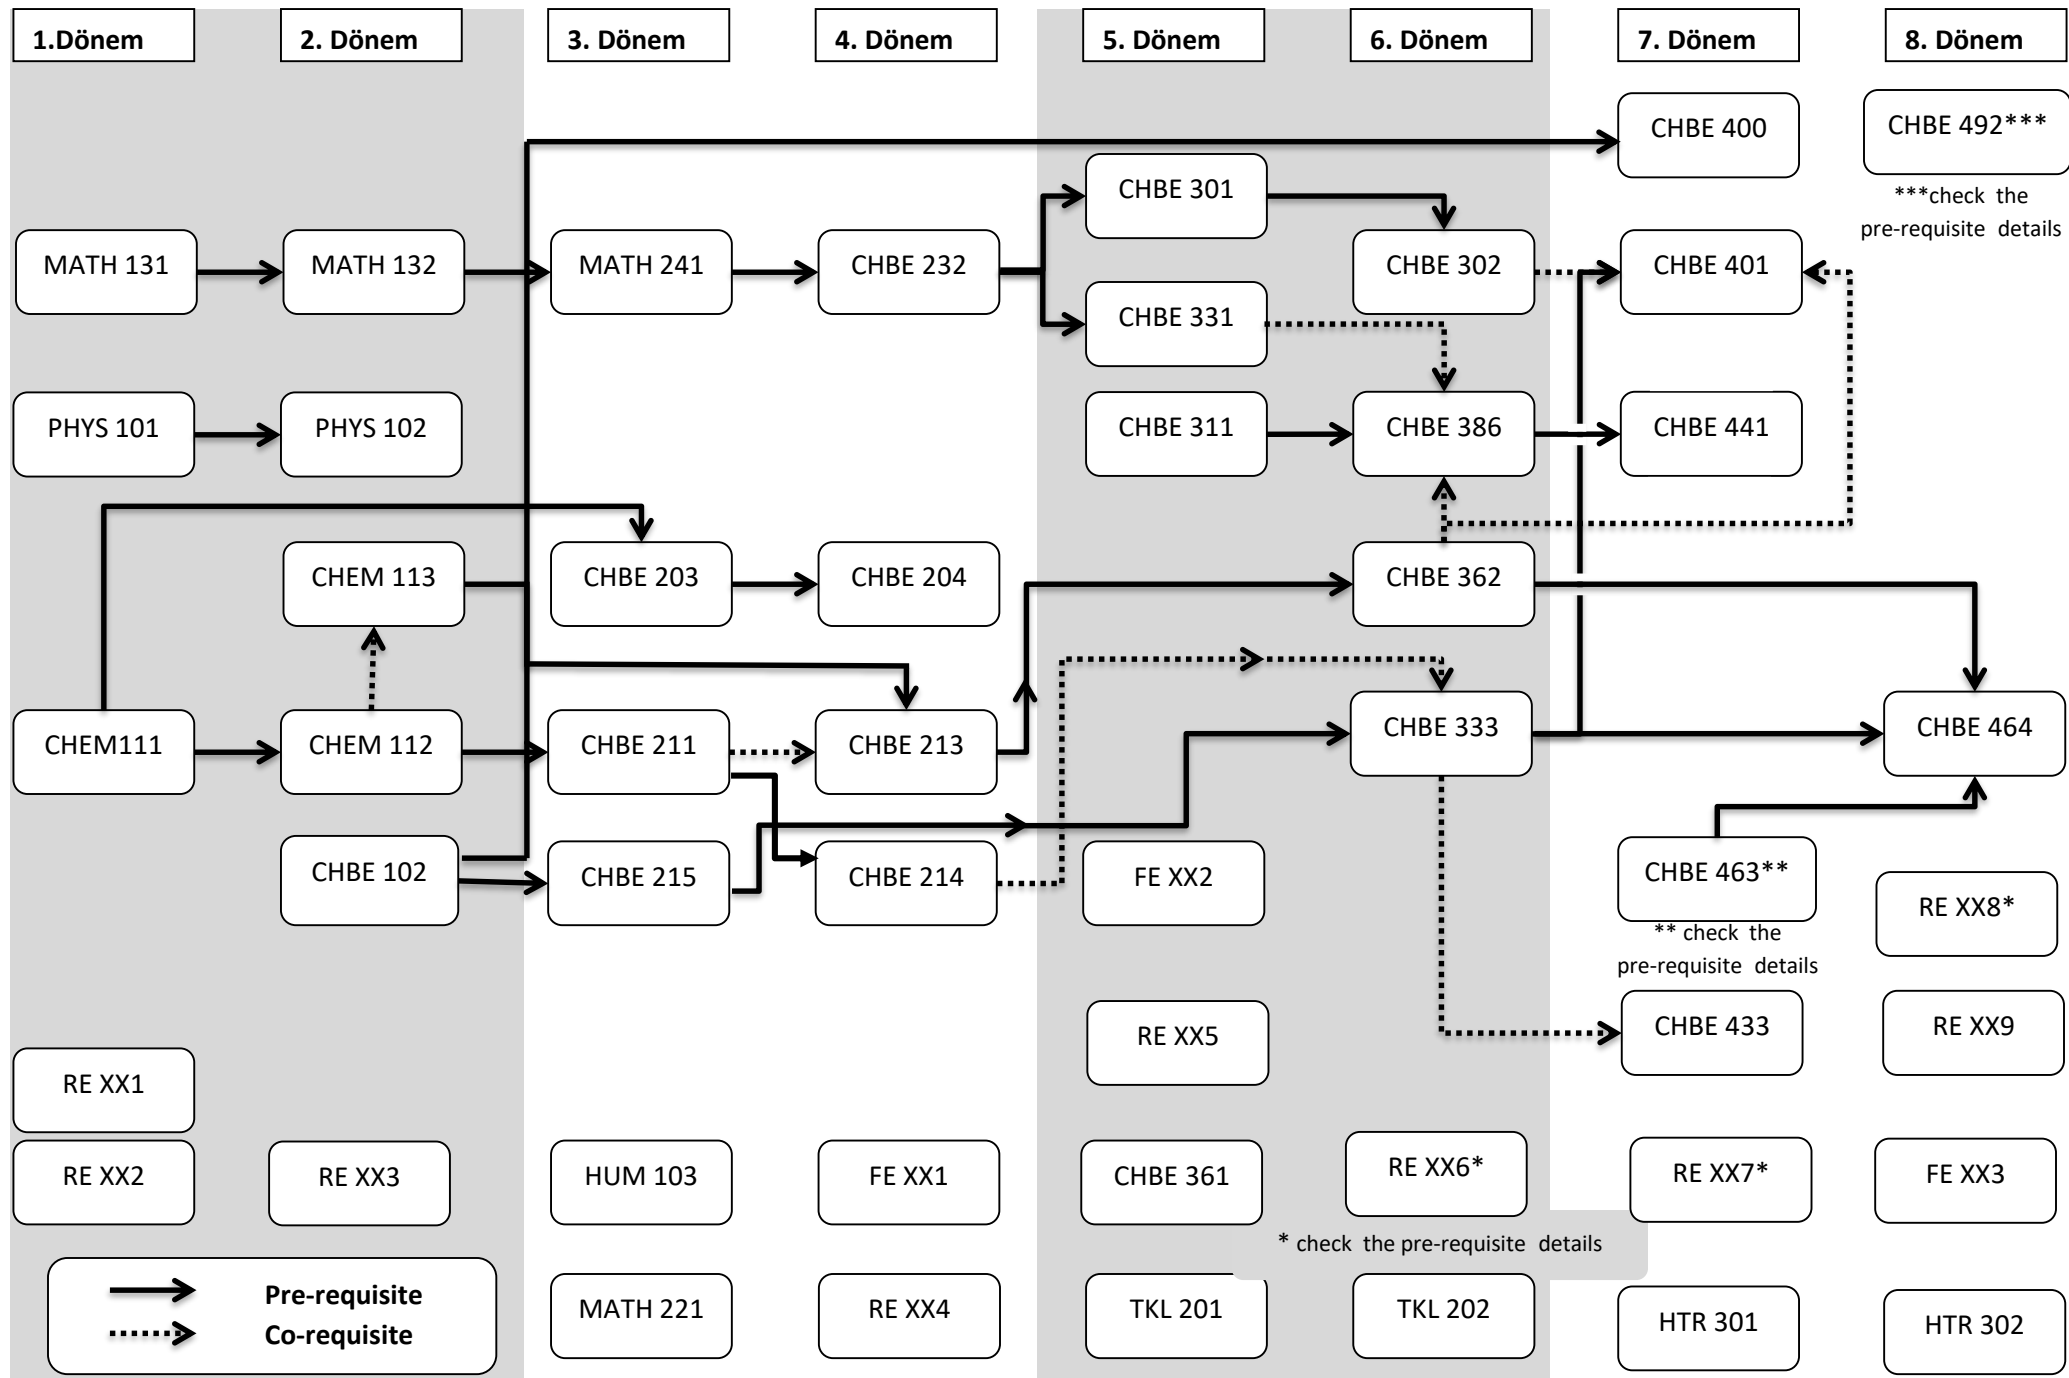 1.Dönem
2. Dönem
3. Dönem
4. Dönem
5. Dönem
6. Dönem
7. Dönem
8. Dönem
CHBE 400
CHBE 492***
***check the
pre-requisite details
CHBE 301
MATH 131
MATH 132
MATH 241
CHBE 232
CHBE 302
CHBE 401
CHBE 331
PHYS 101
PHYS 102
CHBE 311
CHBE 386
CHBE 441
CHEM 113
CHBE 203
CHBE 204
CHBE 362
CHEM111
CHEM 112
CHBE 211
CHBE 213
CHBE 333
CHBE 464
CHBE 102
CHBE 215
CHBE 214
FE XX2
CHBE 463**
** check the
pre-requisite details
RE XX8*
RE XX5
CHBE 433
RE XX9
RE XX1
RE XX2
RE XX3
HUM 103
FE XX1
CHBE 361
RE XX6*
RE XX7*
FE XX3
* check the pre-requisite details
Pre-requisite
Co-requisite
MATH 221
RE XX4
TKL 201
TKL 202
HTR 301
HTR 302